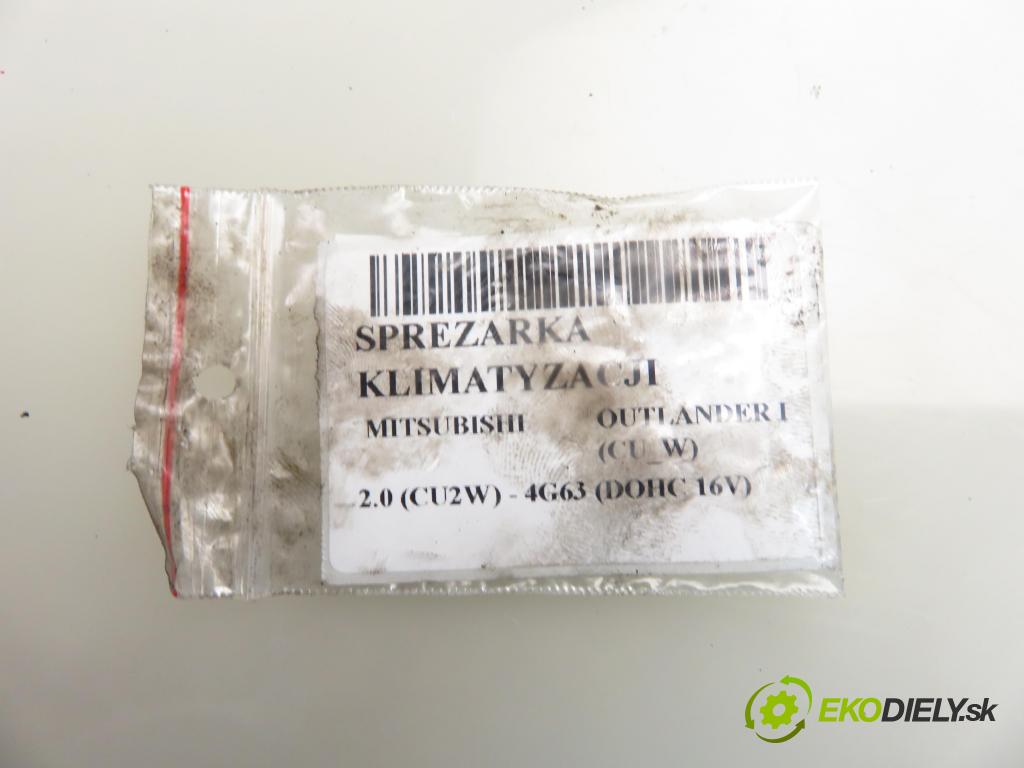 SPREZARKA
KLIMATYZACJI
MITSUBISHI OUTLANDER I
(CU_W)
2.0 (CU2W) - 4G63 (DOHC 16V)
EKODIELY.sk